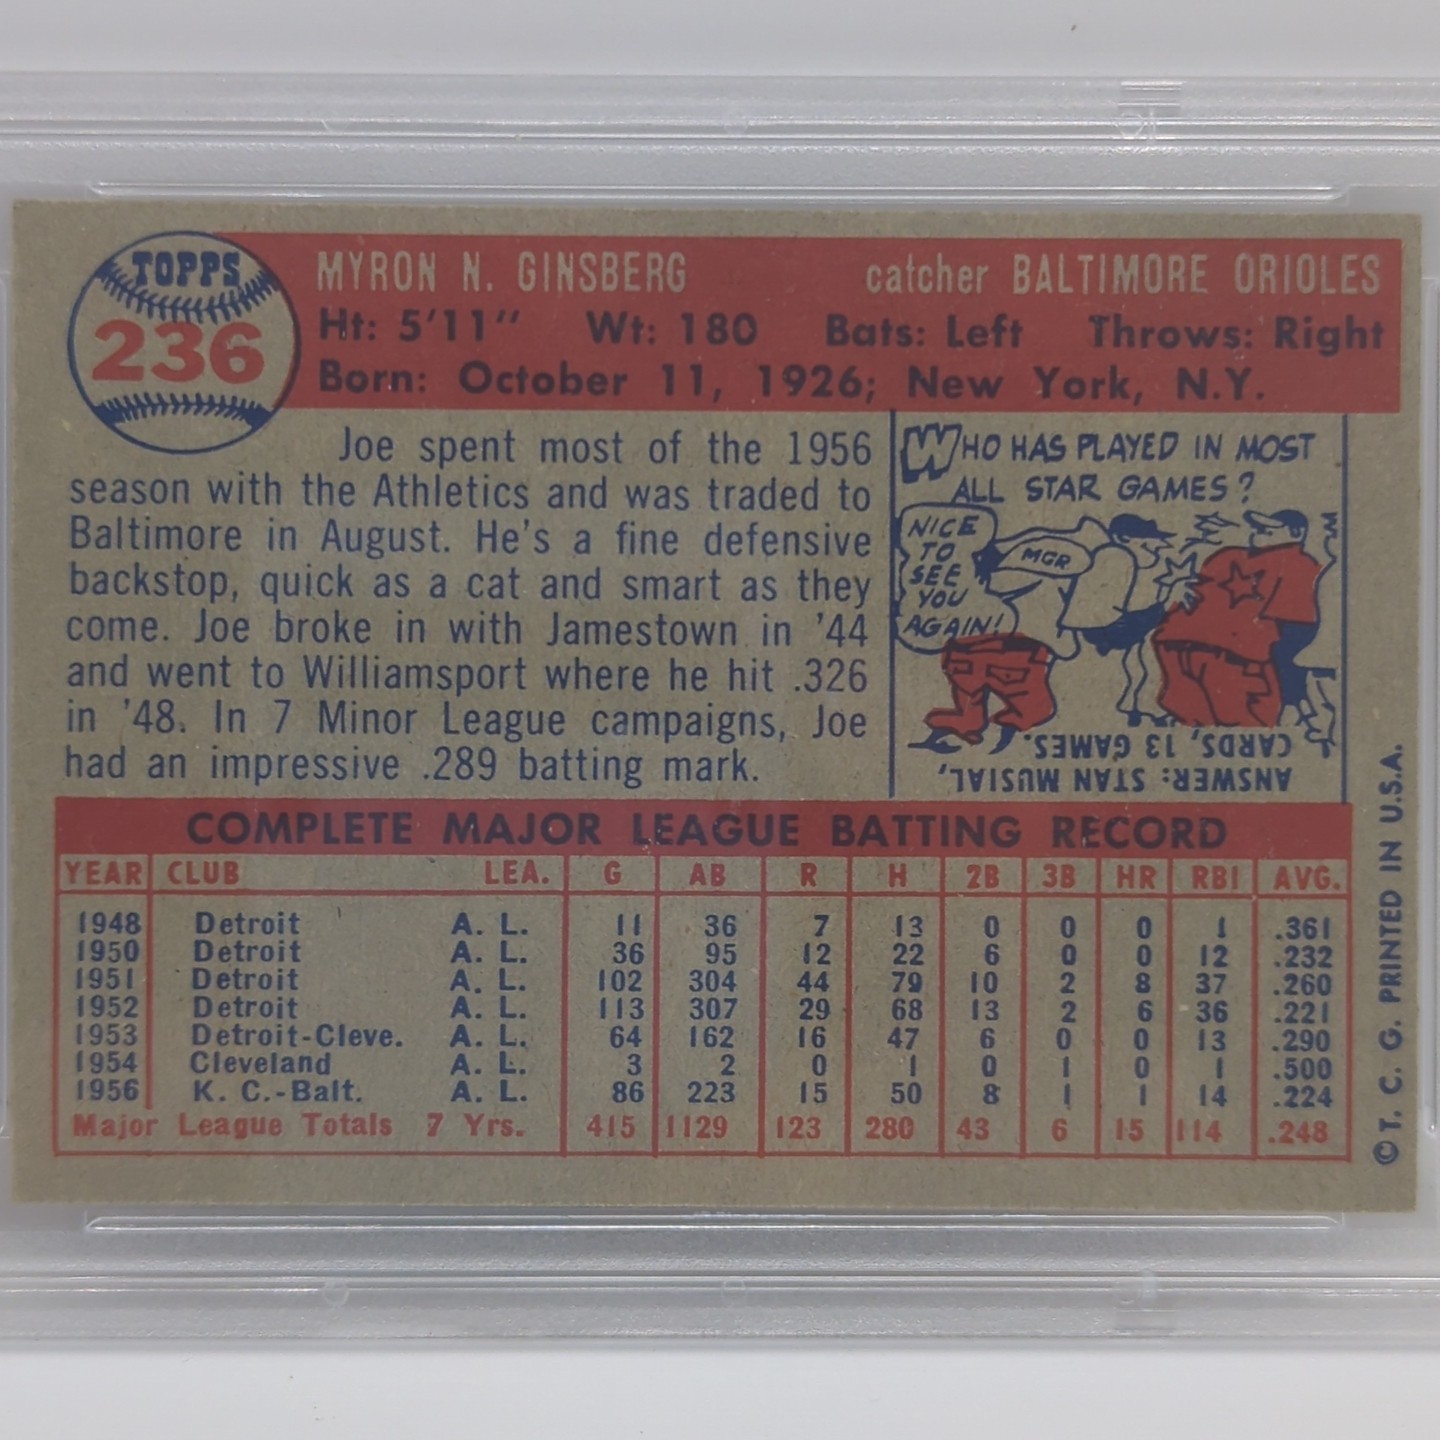 TOPPS
236
MYRON N. GINSBERG catcher BALTIMORE ORIOLES
Ht: 5'11" Wt: 180 Bats: Left Throws: Right
Born: October 11, 1926; New York, N.Y.
Joe spent most of the 1956
season with the Athletics and was traded to
Baltimore in August. He's a fine defensive
backstop, quick as a cat and smart as they
come. Joe broke in with Jamestown in '44
and went to Williamsport where he hit .326
in '48. In 7 Minor League campaigns, Joe
had an impressive .289 batting mark.
WHO HAS PLAYED IN MOST
ALL STAR GAMES?
NICE
TO
SEE
YOU
AGAIN!
MGR
ANSWER: STAN MUSIAL,
CARDS, 13 GAMES.
COMPLETE MAJOR LEAGUE BATTING RECORD
YEAR CLUB LEA. G AB R H 2B 3B HR RBI AVG.
1948 Detroit A. L. 11 36 7 13 0 0 0 1 .361
1950 Detroit A. L. 36 95 12 22 6 0 0 12 .232
1951 Detroit A. L. 102 304 44 79 10 2 8 37 .260
1952 Detroit A. L. 113 307 29 68 13 2 6 36 .221
1953 Detroit-Cleve. A. L. 64 162 16 47 6 0 0 13 .290
1954 Cleveland A. L. 3 2 0 1 0 1 0 1 .500
1956 K. C.-Balt. A. L. 86 223 15 50 8 1 1 14 .224
Major League Totals 7 Yrs. 415 1129 123 280 43 6 15 114 .248
©T. C. G. PRINTED IN U.S.A.